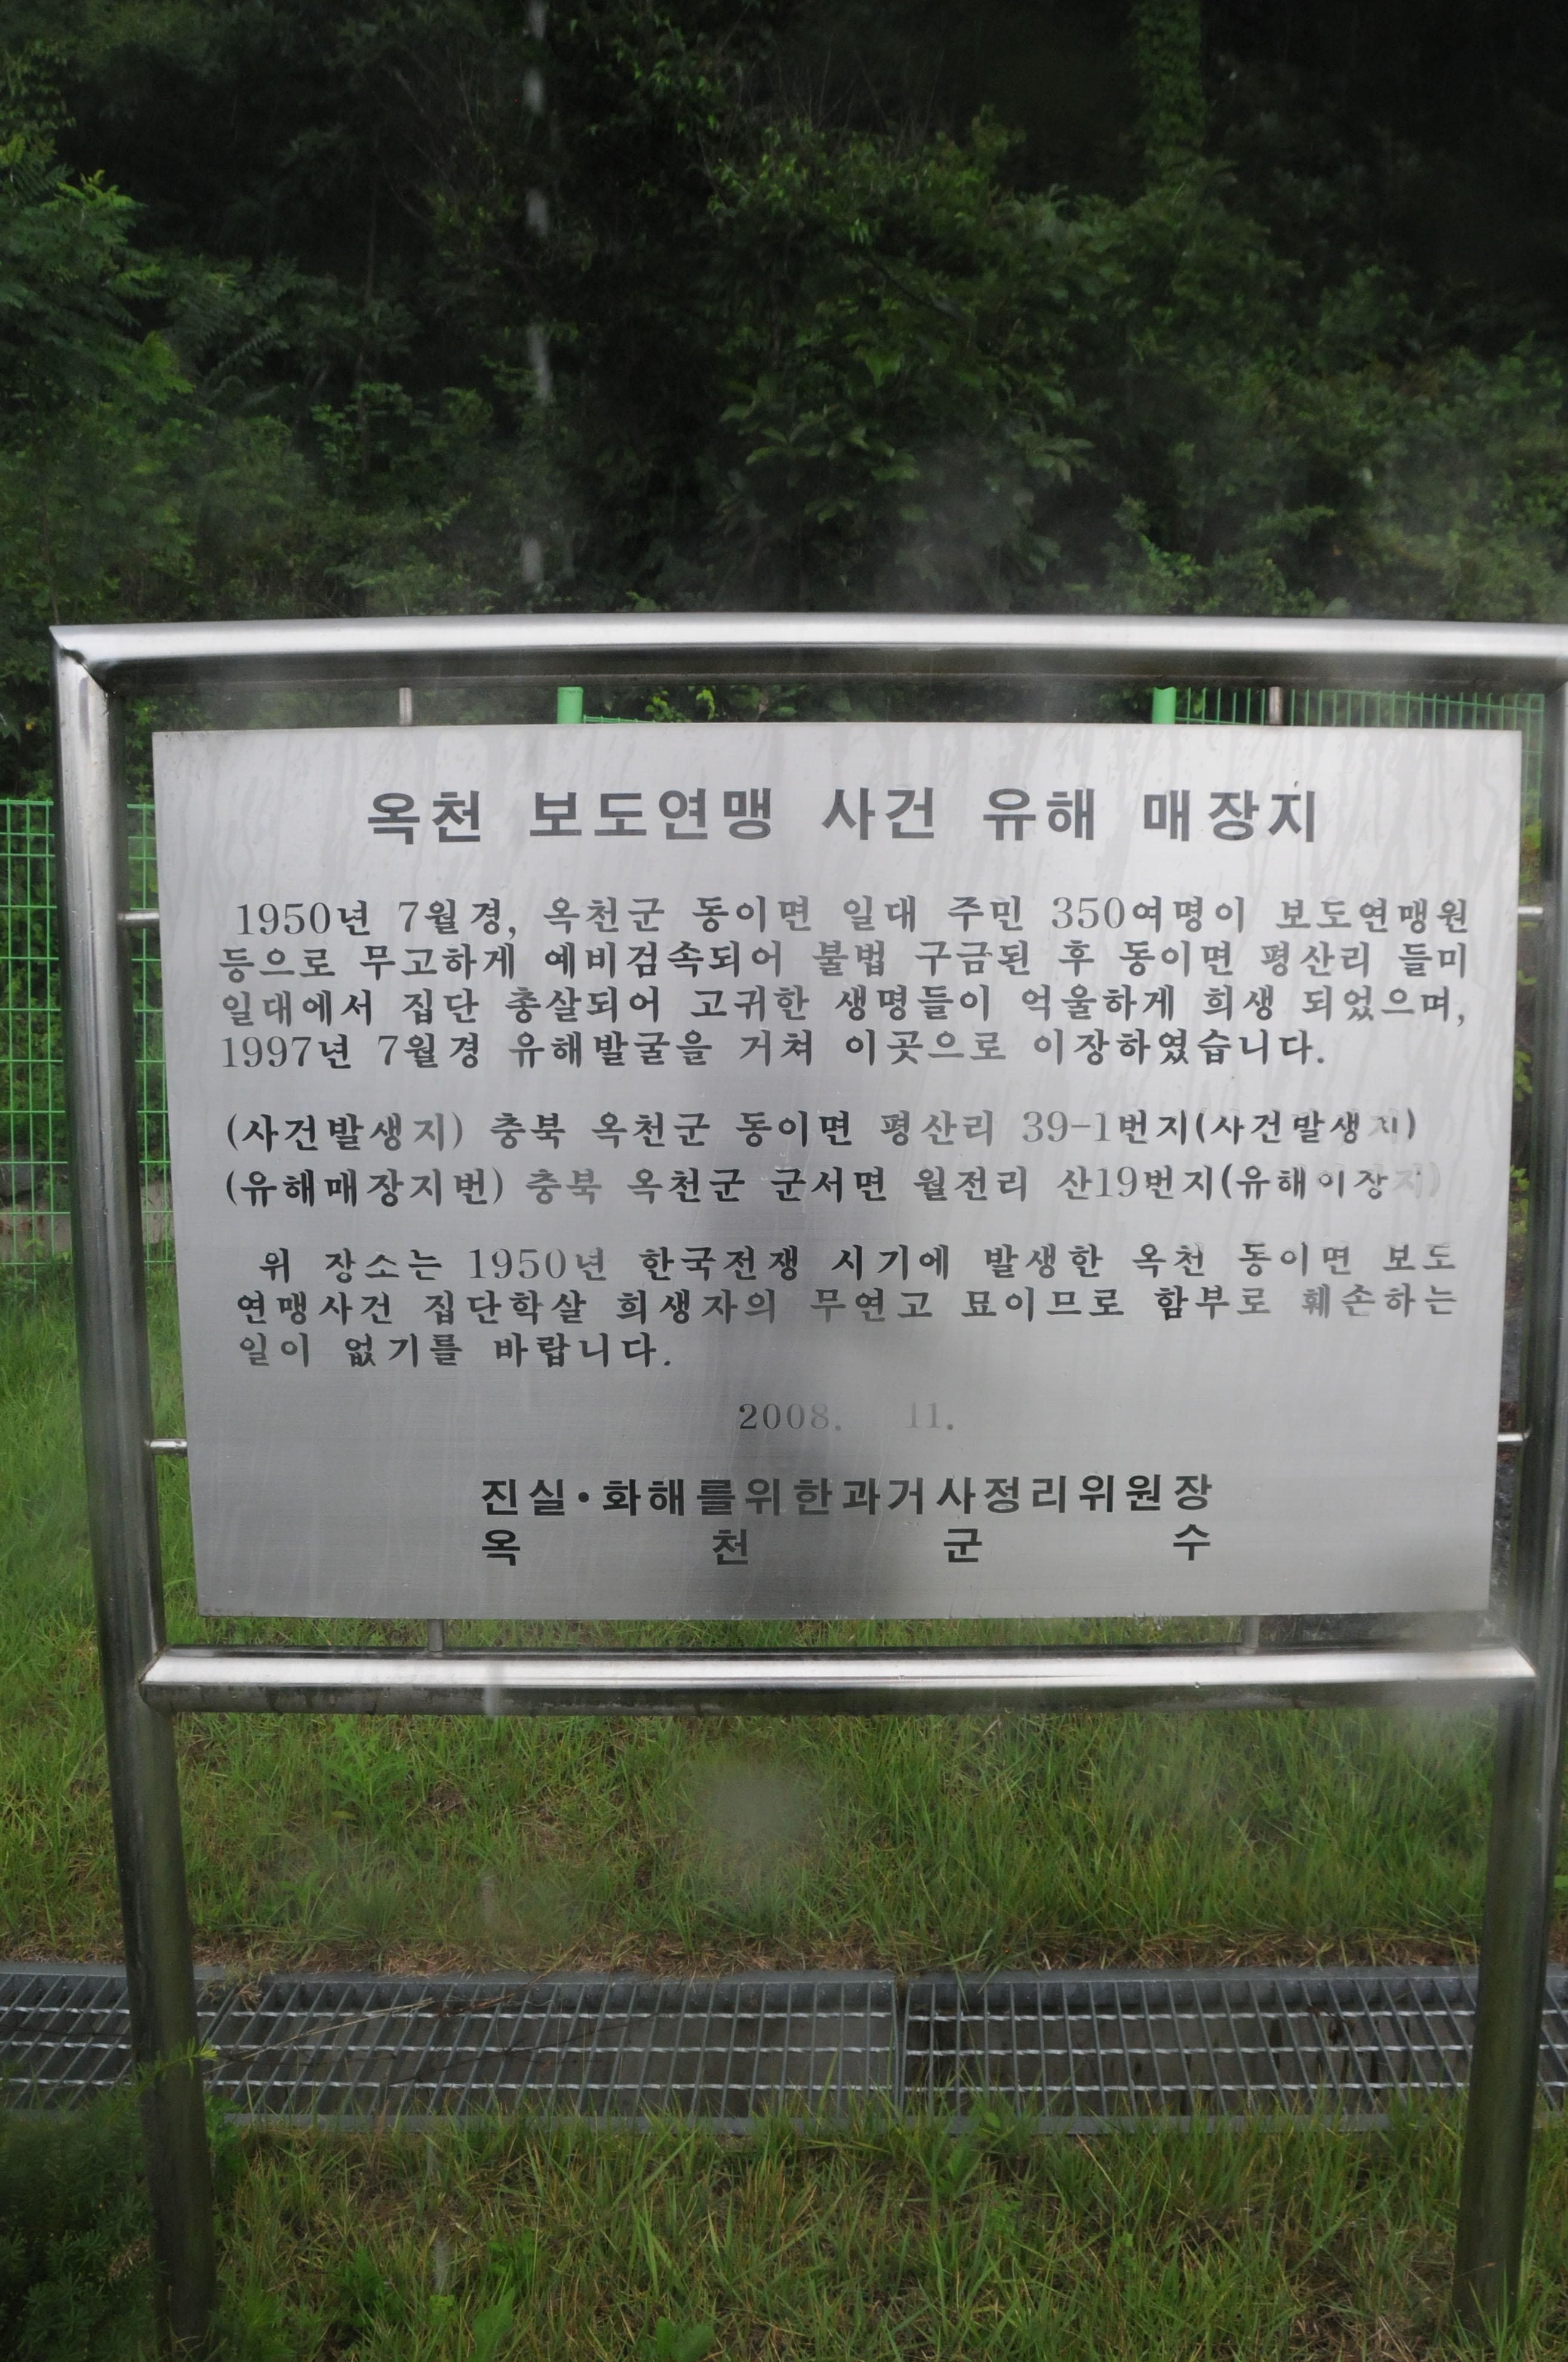 옥천 보도연맹 사건 유해 매장지
1950년 7월경, 옥천군 동이면 일대 주민 350여명이 보도연맹원
등으로 무고하게 예비검속되어 불법 구금된 후 동이면 평산리 들미
일대에서 집단 총살되어 고귀한 생명들이 억울하게 희생 되었으며,
1997년 7월경 유해발굴을 거쳐 이곳으로 이장하였습니다.
(사건발생지) 충북 옥천군 동이면 평산리 39-1번지(사건발생지)
(유해매장지번) 충북 옥천군 군서면 월전리 산19번지(유해이장지)
위 장소는 1950년 한국전쟁 시기에 발생한 옥천 동이면 보도
연맹사건 집단학살 희생자의 무연고 묘이므로 함부로 훼손하는
일이 없기를 바랍니다.
2008. 11.
진실·화해를위한과거사정리위원장
옥 천 군 수